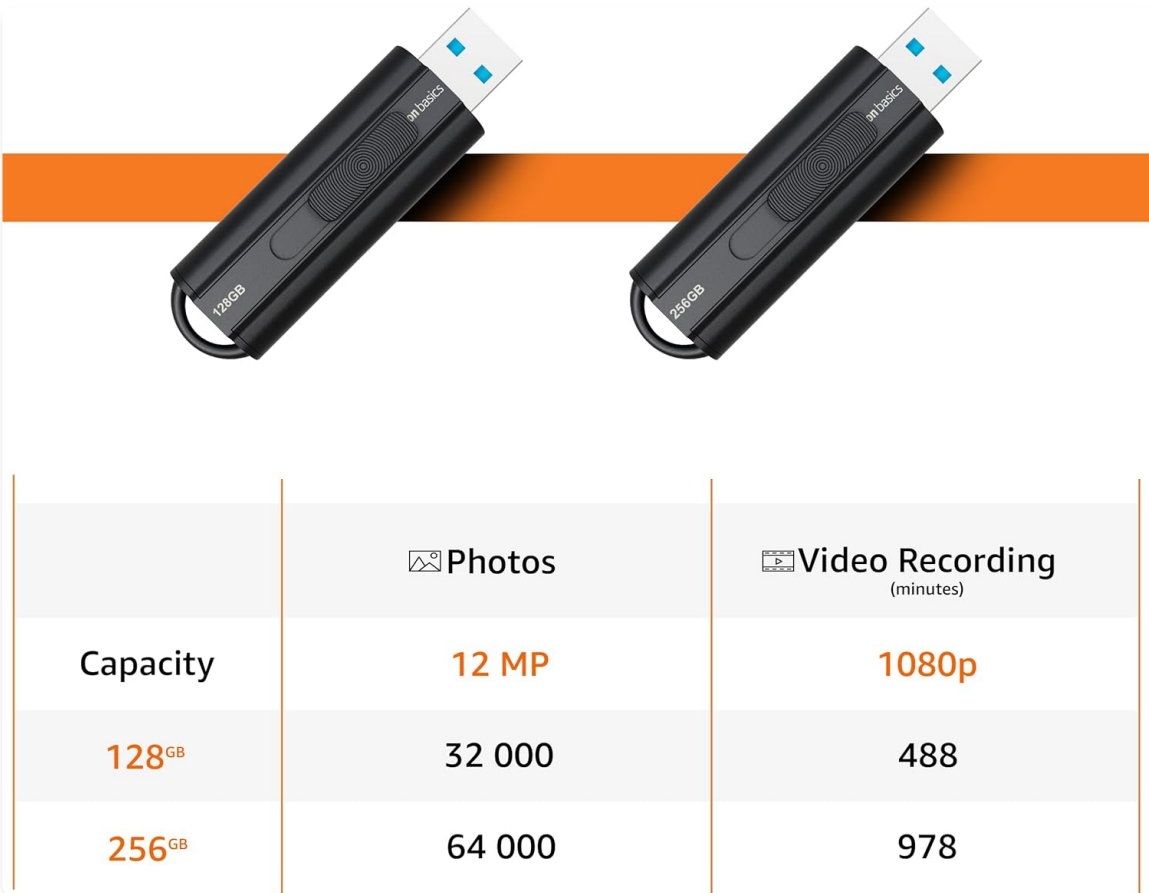 on basics
128GB
on basics
256GB
Photos
Video Recording
(minutes)
Capacity 12 MP 1080p
128GB 32 000 488
256GB 64 000 978